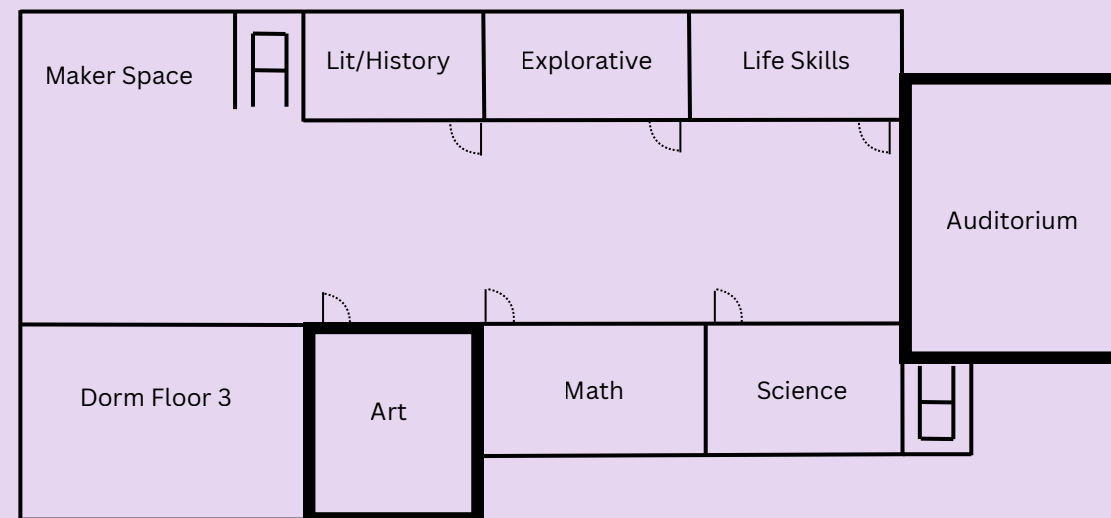 Maker Space
Lit/History
Explorative
Life Skills
Auditorium
Dorm Floor 3
Art
Math
Science